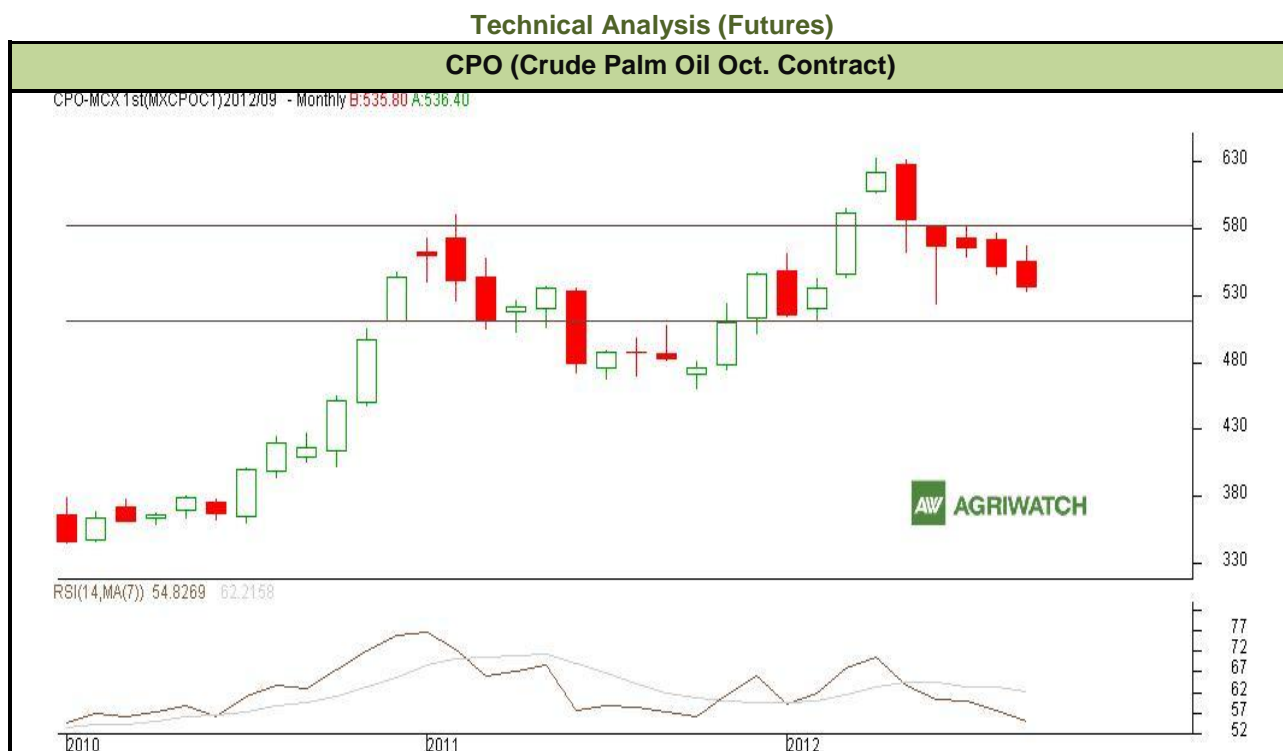 Technical Analysis (Futures)
CPO (Crude Palm Oil Oct. Contract)
CPO-MCX 1st(MXCPOC1)2012/09 - Monthly B:535.80 A:536.40
630
580
530
480
430
380
330
AW AGRIWATCH
RSI(14,MA(7)) 54.8269 62.2158
77
72
67
62
57
52
2010 2011 2012